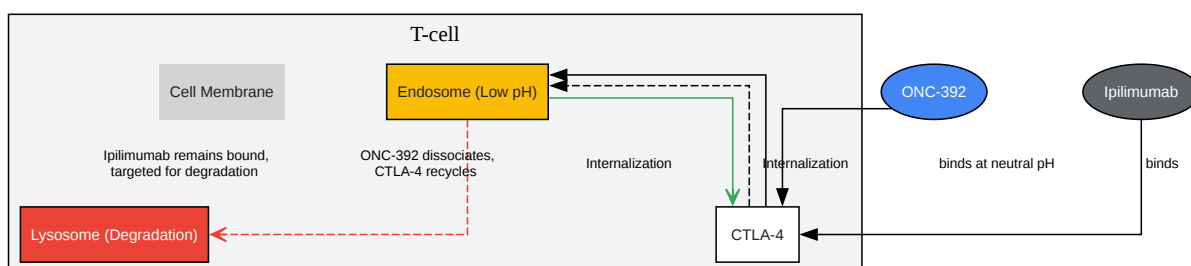 T-cell
Cell Membrane
Endosome (Low pH)
ONC-392
Ipilimumab
Ipilimumab remains bound,
targeted for degradation
ONC-392 dissociates,
CTLA-4 recycles
Internalization
Internalization
binds at neutral pH
binds
Lysosome (Degradation)
CTLA-4